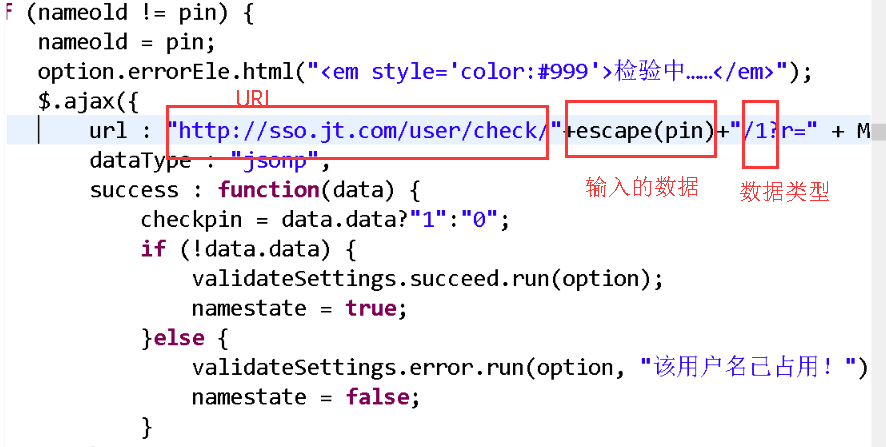 f (nameold != pin) {
nameold = pin;
option.errorEle.html("<em style='color:#999'>检验中……</em>");
$.ajax({
URL
url : "http://sso.jt.com/user/check/"+escape(pin)+"/1?r=" + M
dataType : "jsonp",
输入的数据
数据类型
success : function(data) {
checkpin = data.data?"1":"0";
if (!data.data) {
validateSettings.succeed.run(option);
namestate = true;
}else {
validateSettings.error.run(option, "该用户名已占用！")
namestate = false;
}